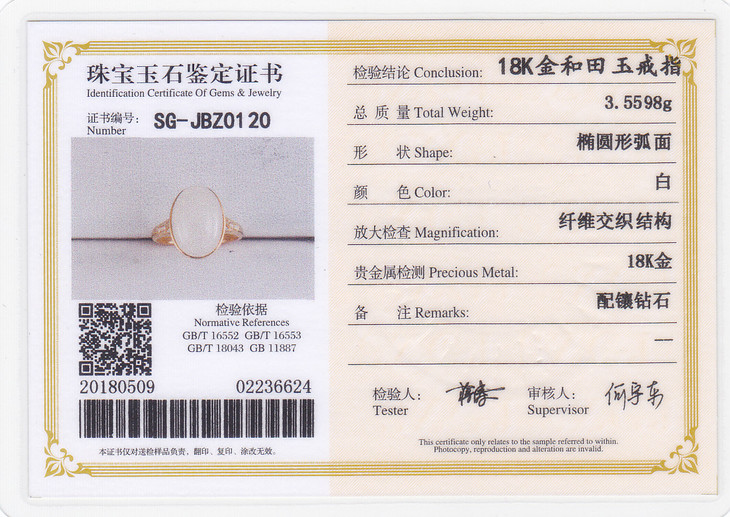 珠宝玉石鉴定证书
Identification Certificate Of Gems & Jewelry
证书编号: SG-JBZ0120
Number
检验依据
Normative References
GB/T 16552 GB/T 16553
GB/T 18043 GB 11887
20180509 02236624
本证书仅对送检样品负责，翻印、复印、涂改无效。
检验结论 Conclusion: 18K金和田玉戒指
总 质 量 Total Weight: 3.5598g
形 状 Shape: 椭圆形弧面
颜 色 Color: 白
放大检查 Magnification: 纤维交织结构
贵金属检测 Precious Metal: 18K金
备 注 Remarks: 配镶钻石
—
检验人: 审核人: 何宇东
Tester Supervisor
This certificate only relates to the sample referred to within.
Photocopy, reproduction and alteration are invalid.